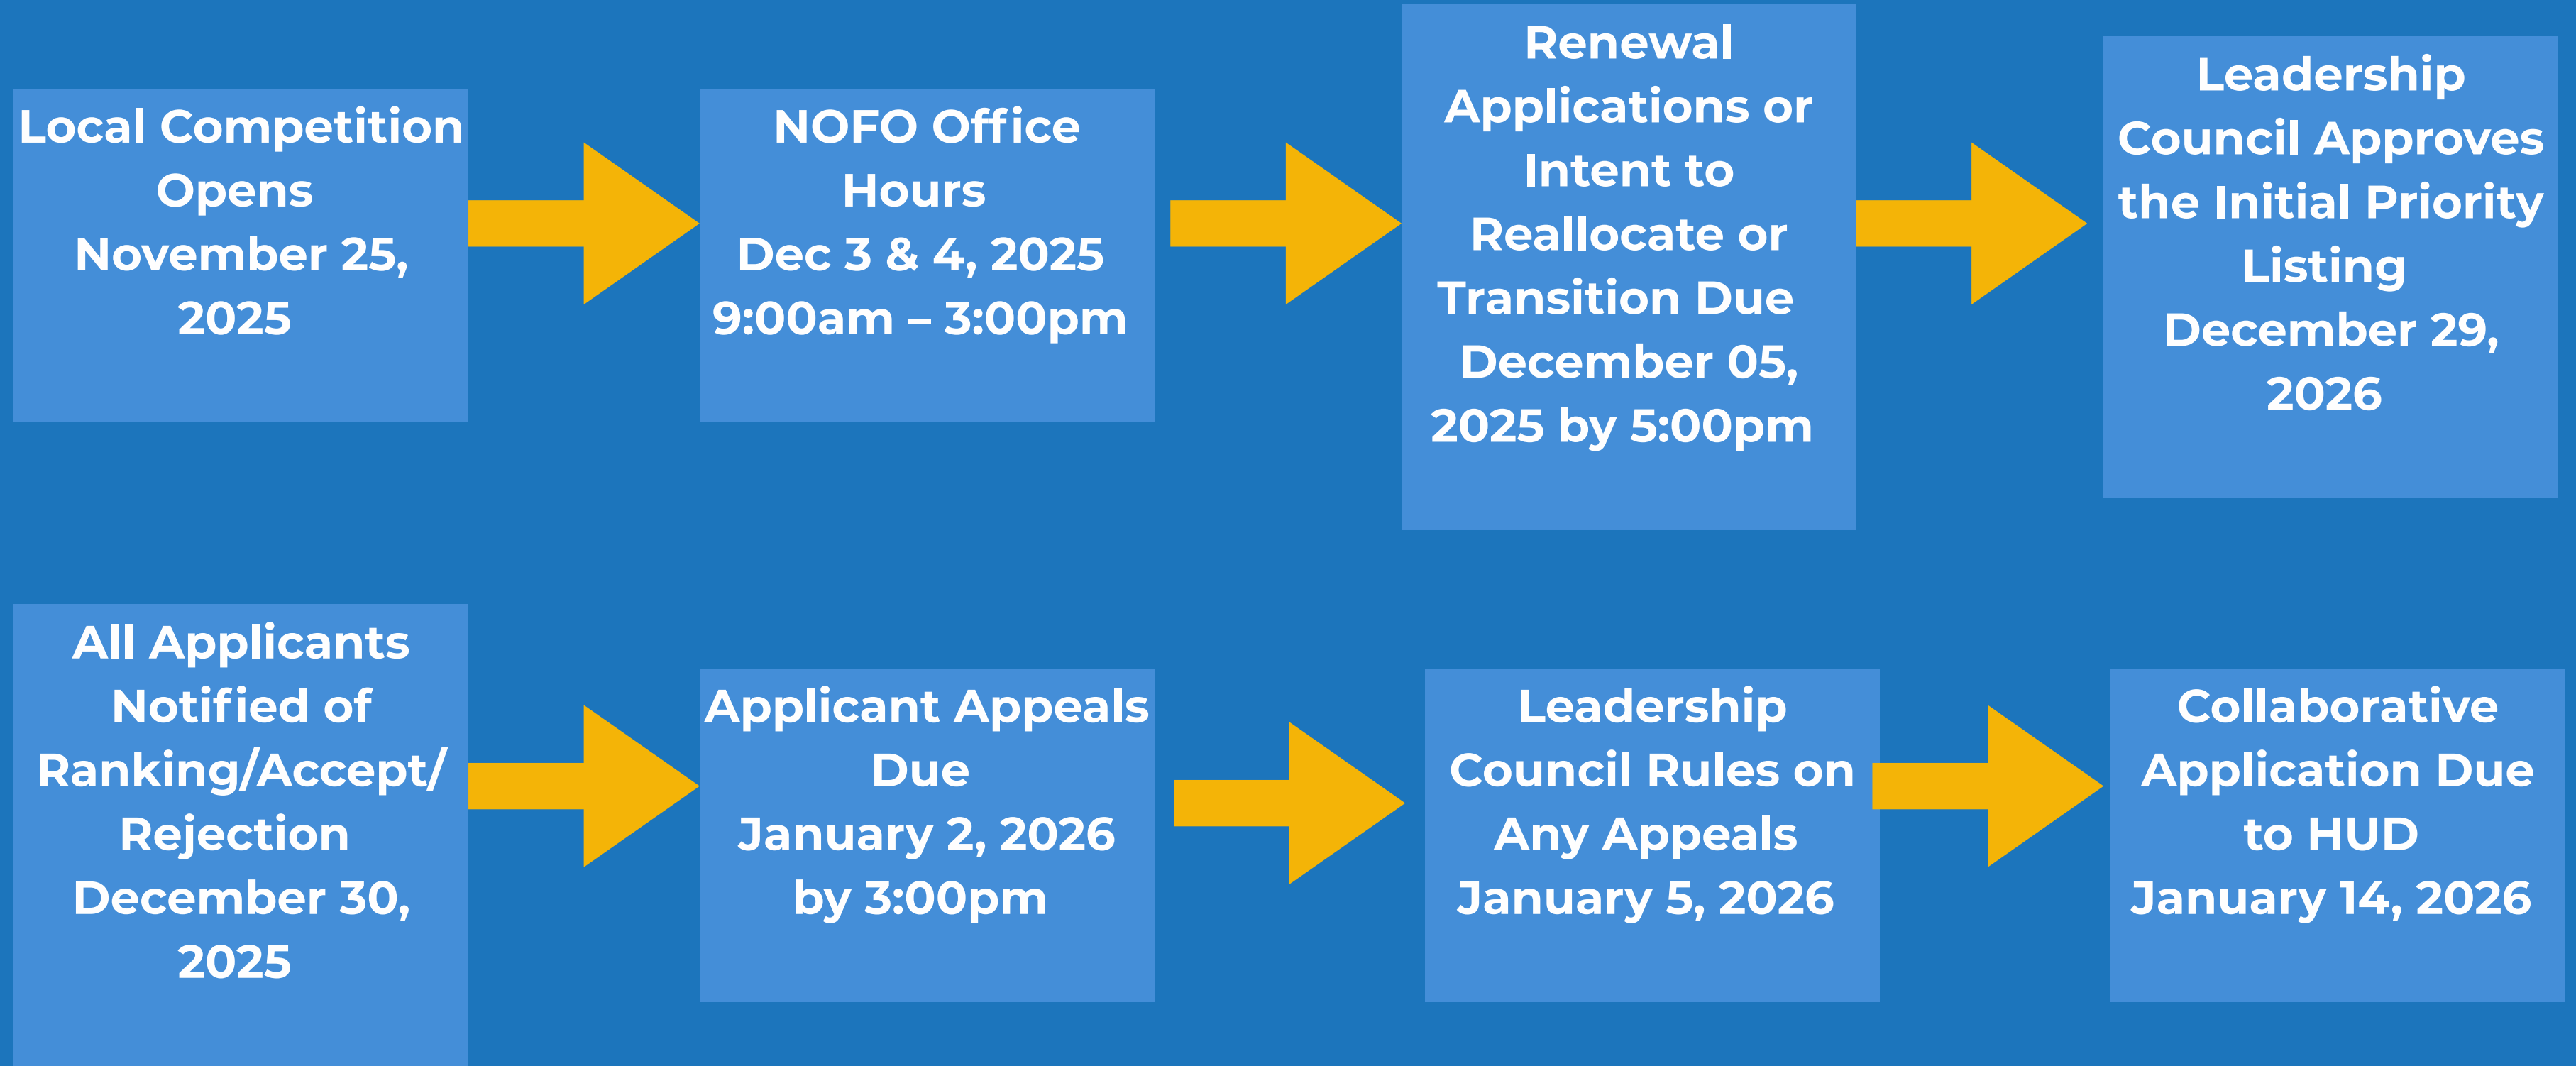 Local Competition
Opens
November 25,
2025
NOFO Office
Hours
Dec 3 & 4, 2025
9:00am – 3:00pm
Renewal
Applications or
Intent to
Reallocate or
Transition Due
December 05,
2025 by 5:00pm
Leadership
Council Approves
the Initial Priority
Listing
December 29,
2026
All Applicants
Notified of
Ranking/Accept/
Rejection
December 30,
2025
Applicant Appeals
Due
January 2, 2026
by 3:00pm
Leadership
Council Rules on
Any Appeals
January 5, 2026
Collaborative
Application Due
to HUD
January 14, 2026